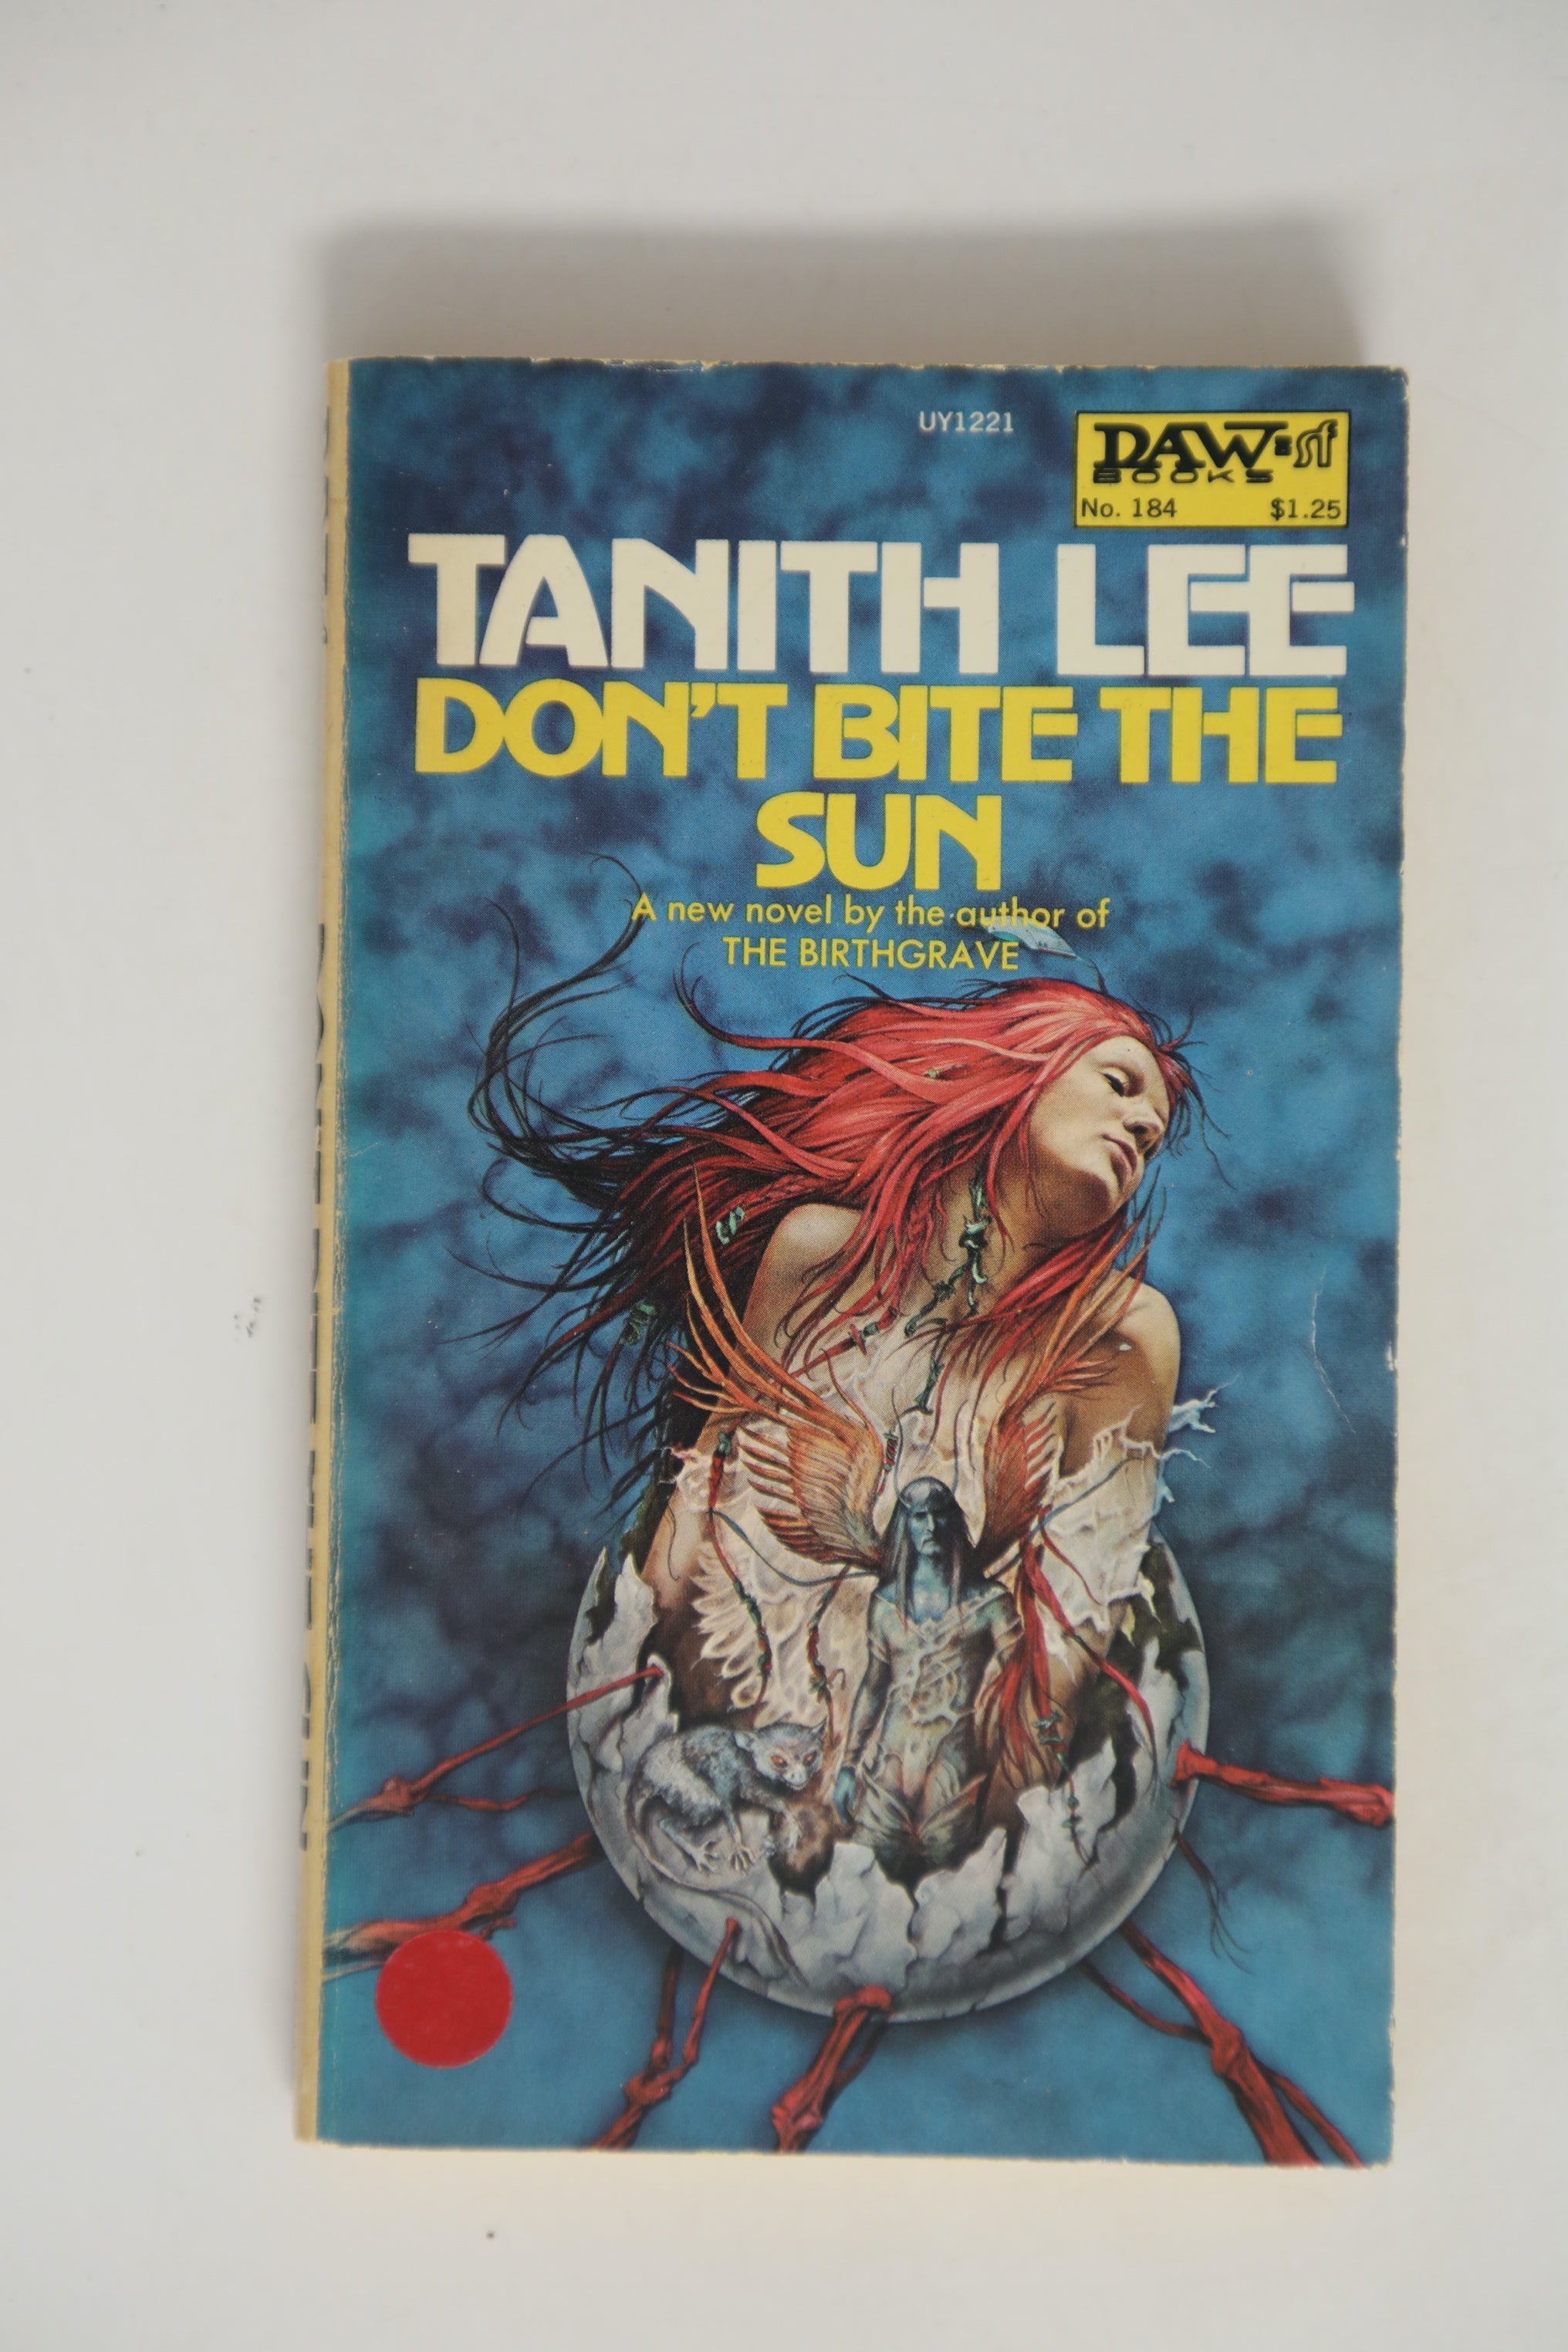 UY1221
DAW=sf
BOOKS
No. 184 $1.25
TANITH LEE
DON'T BITE THE
SUN
A new novel by the author of
THE BIRTHGRAVE